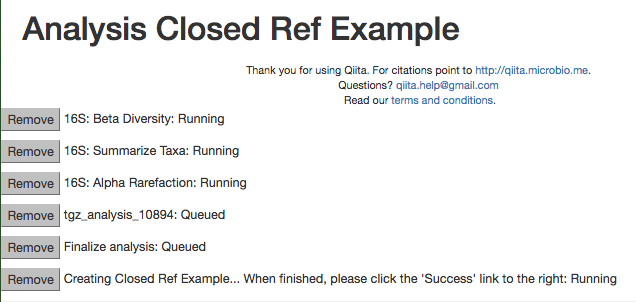 Analysis Closed Ref Example
Thank you for using Qiita. For citations point to http://qiita.microbio.me.
Questions? qiita.help@gmail.com
Read our terms and conditions.
Remove 16S: Beta Diversity: Running
Remove 16S: Summarize Taxa: Running
Remove 16S: Alpha Rarefaction: Running
Remove tgz_analysis_10894: Queued
Remove Finalize analysis: Queued
Remove Creating Closed Ref Example... When finished, please click the 'Success' link to the right: Running